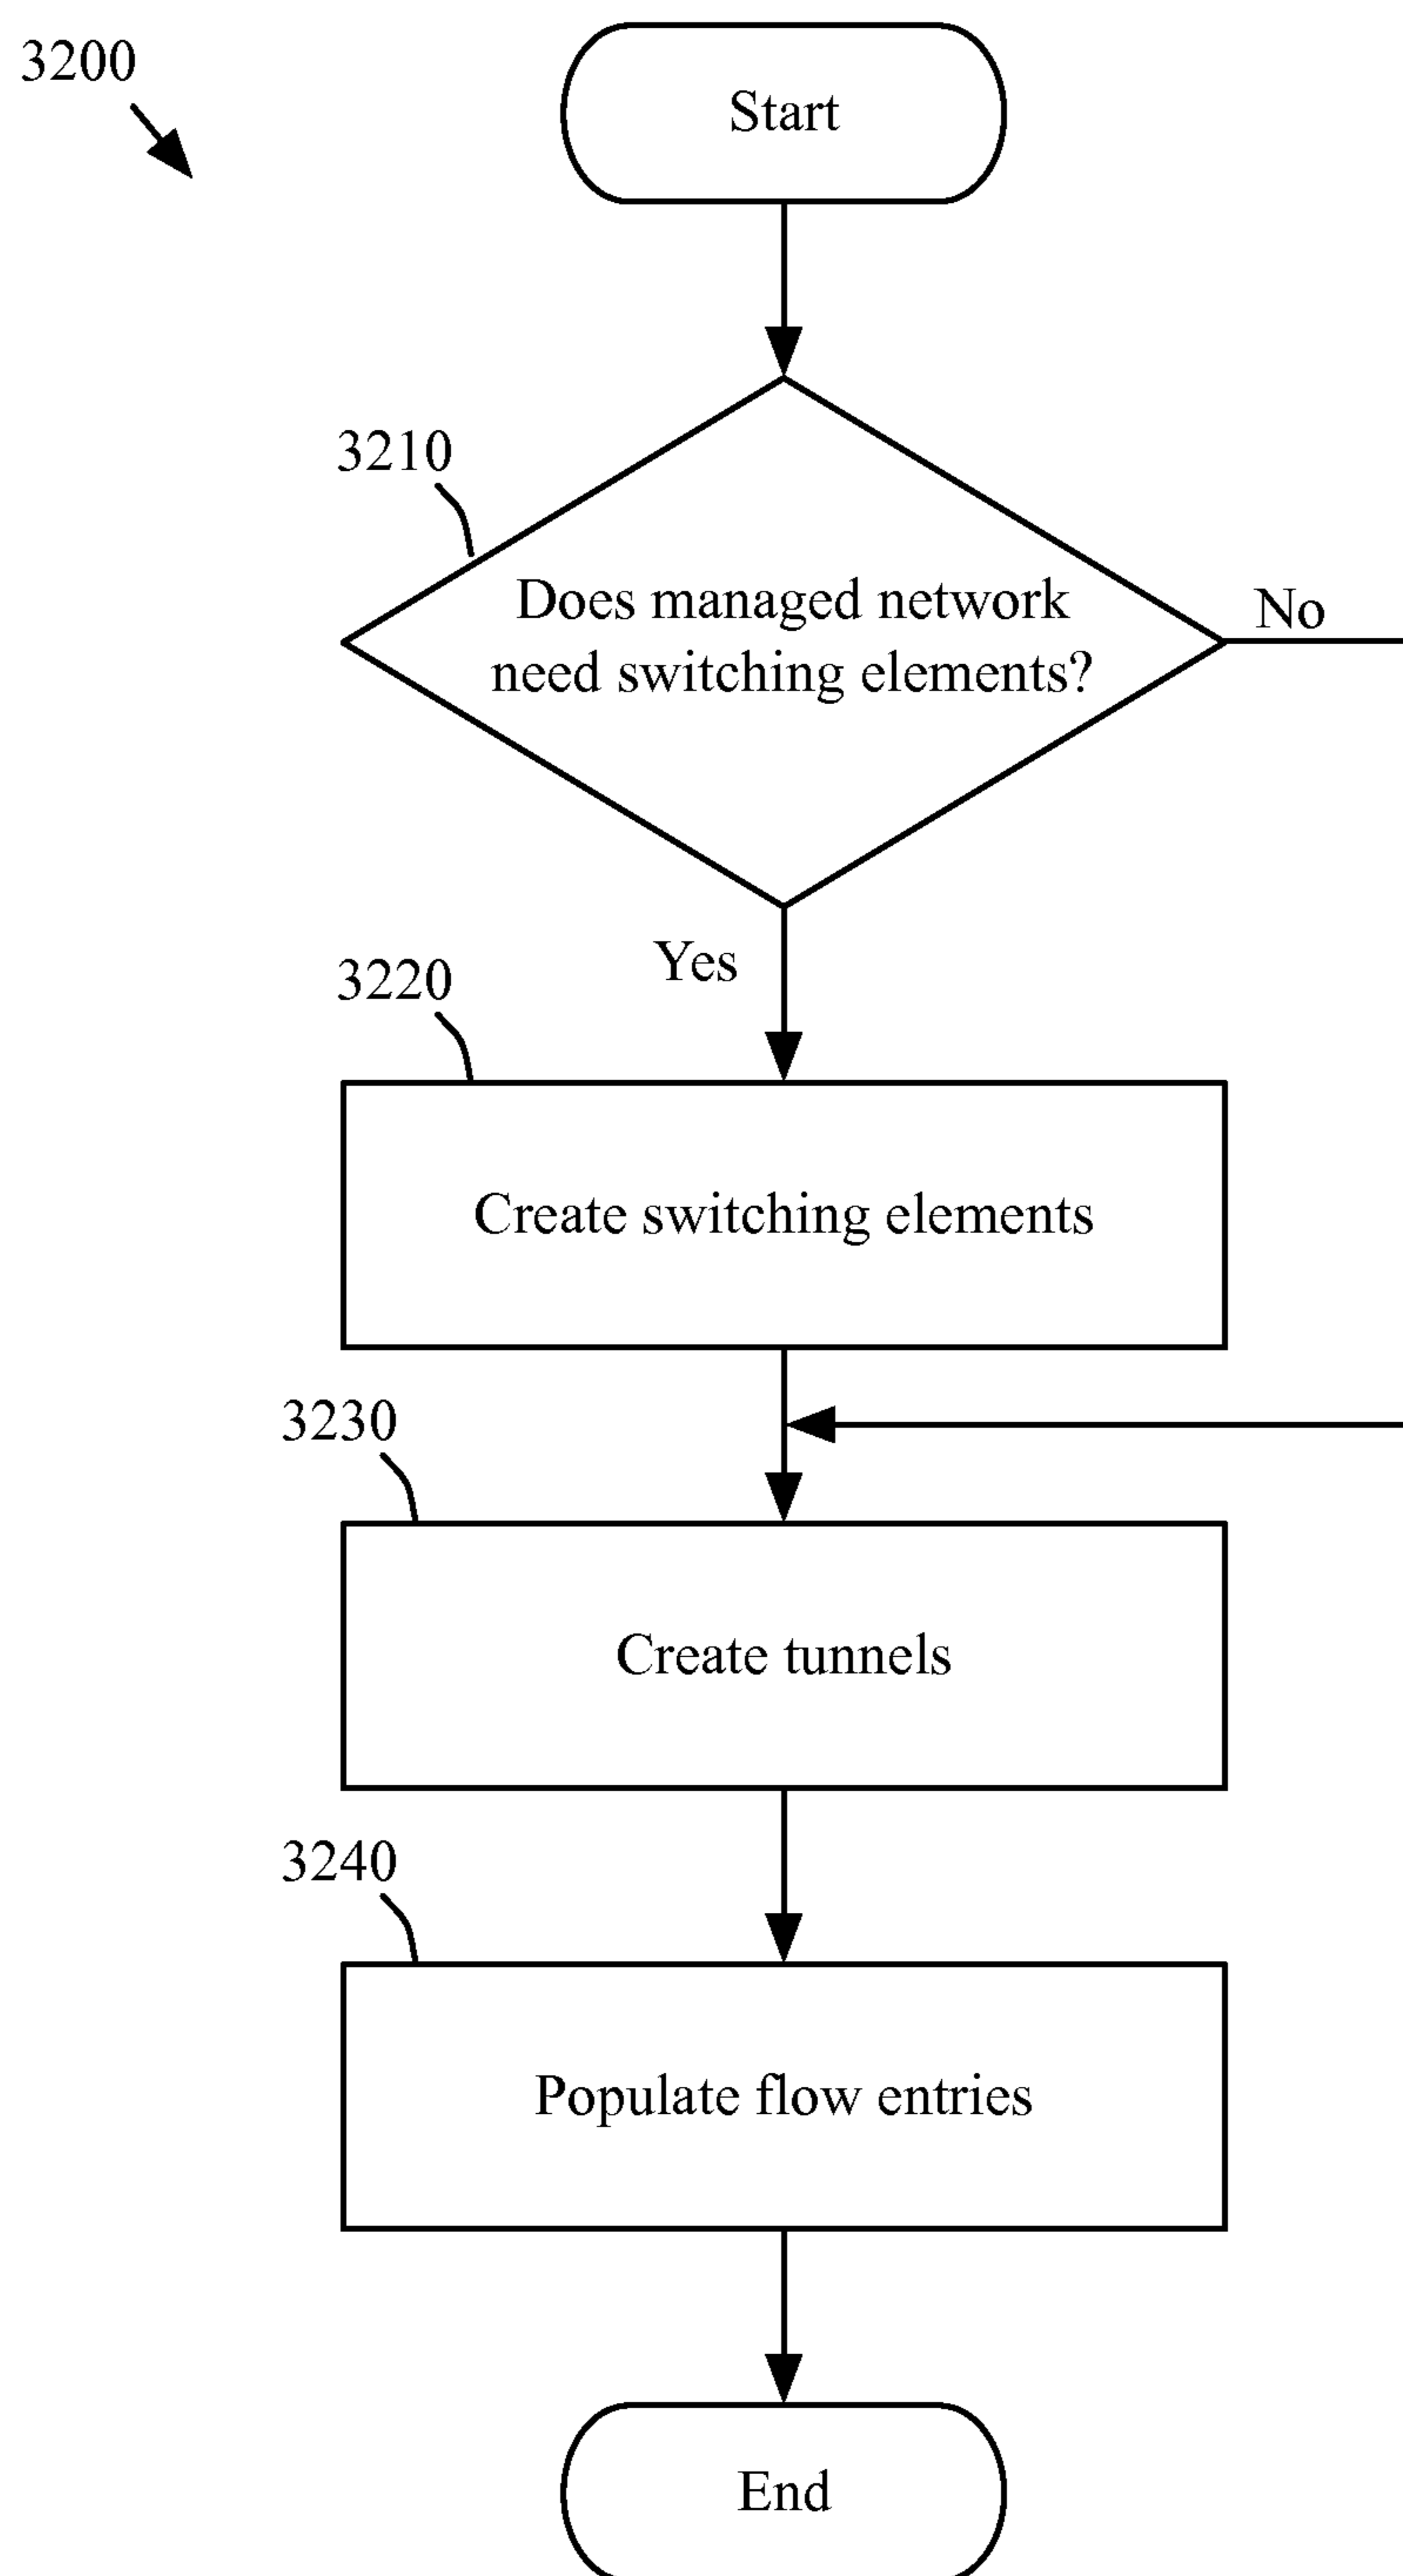 3200
Start
3210
Does managed network
need switching elements?
No
Yes
3220
Create switching elements
3230
Create tunnels
3240
Populate flow entries
End